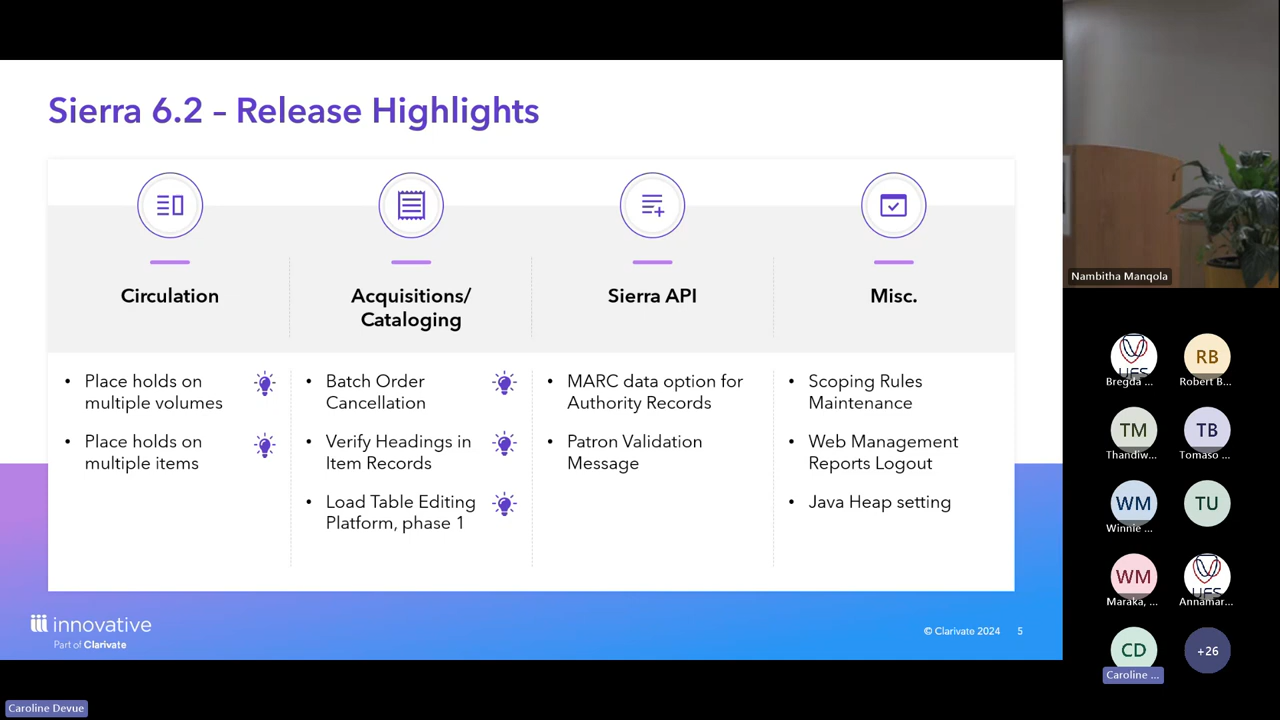 Sierra 6.2 – Release Highlights
Circulation
Acquisitions/
Cataloging
Sierra API
Misc.
• Place holds on
multiple volumes
• Place holds on
multiple items
• Batch Order
Cancellation
• Verify Headings in
Item Records
• Load Table Editing
Platform, phase 1
• MARC data option for
Authority Records
• Patron Validation
Message
• Scoping Rules
Maintenance
• Web Management
Reports Logout
• Java Heap setting
innovative
Part of Clarivate
© Clarivate 2024 5
Caroline Devue
Nambitha Manqola
UFS
Bregda ...
RB
Robert B...
TM
Thandiw...
TB
Tomaso ...
WM
Winnie ...
TU
WM
Maraka, ...
UFS
Annamar...
CD
Caroline ...
+26